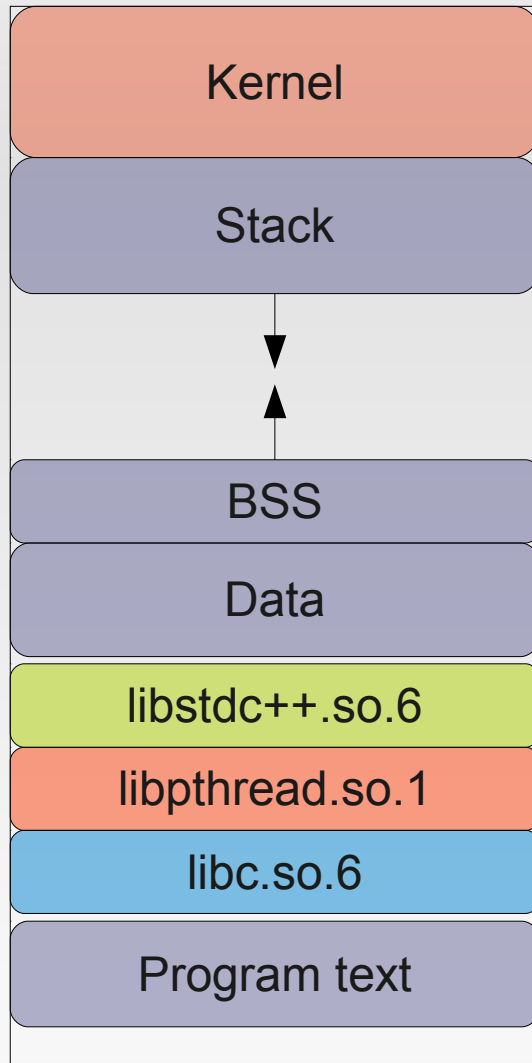 Kernel
Stack
BSS
Data
libstdc++.so.6
libpthread.so.1
libc.so.6
Program text